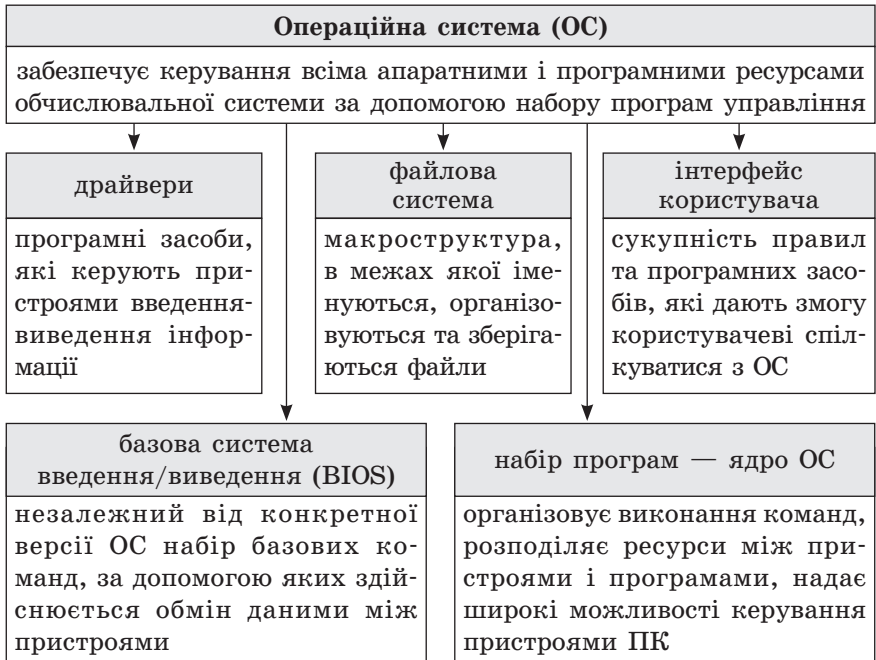 Операційна система (ОС)
забезпечує керування всіма апаратними і програмними ресурсами
обчислювальної системи за допомогою набору програм управління
драйвери
програмні засоби,
які керують при-
строями введення-
виведення інфор-
мації
файлова
система
макроструктура,
в межах якої іме-
нуються, організо-
вуються та зберіга-
ються файли
інтерфейс
користувача
сукупність правил
та програмних засо-
бів, які дають змогу
користувачеві спіл-
куватися з ОС
базова система
введення/виведення (BIOS)
незалежний від конкретної
версії ОС набір базових ко-
манд, за допомогою яких здій-
снюється обмін даними між
пристроями
набір програм — ядро ОС
організовує виконання команд,
розподіляє ресурси між при-
строями і програмами, надає
широкі можливості керування
пристроями ПК